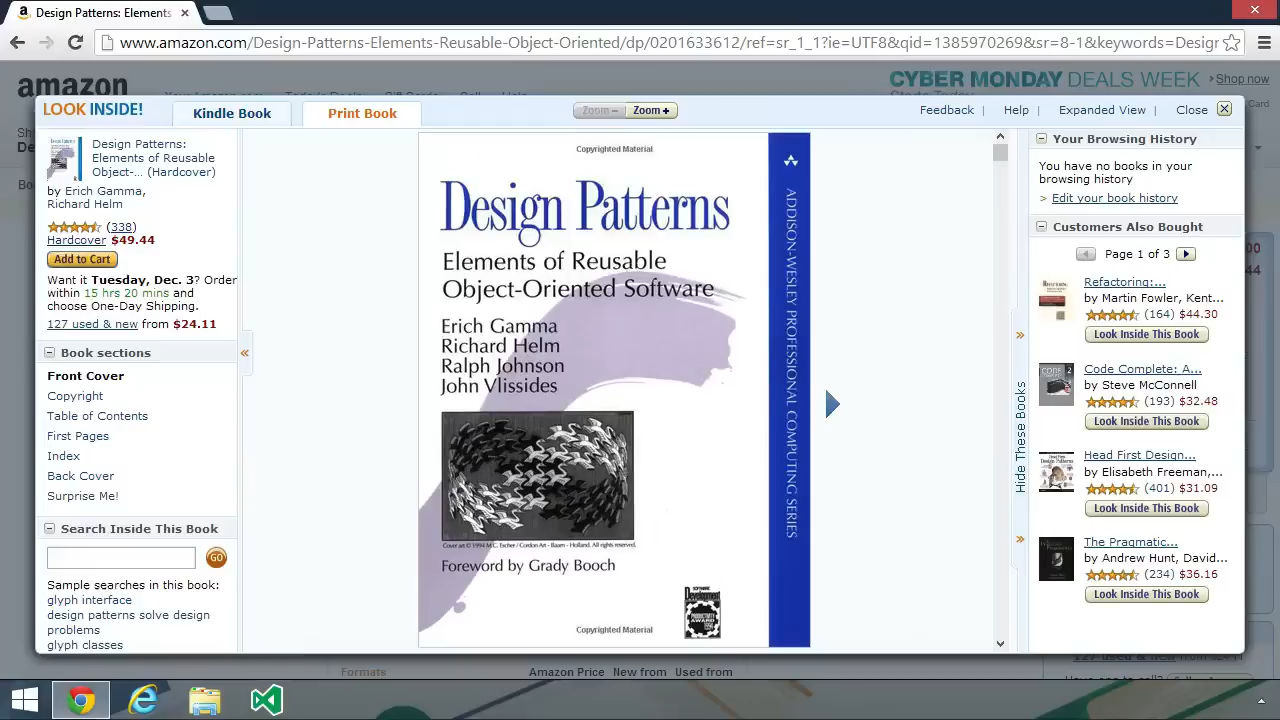 Design Patterns: Elements
www.amazon.com/Design-Patterns-Elements-Reusable-Object-Oriented/dp/0201633612/ref=sr_1_1?ie=UTF8&qid=1385970269&sr=8-1&keywords=Design
amazon
CYBER MONDAY DEALS WEEK
Shop now
LOOK INSIDE!
Kindle Book
Print Book
Zoom –
Zoom +
Feedback |
Help |
Expanded View |
Close
Design Patterns:
Elements of Reusable
Object-... (Hardcover)
by Erich Gamma,
Richard Helm
(338)
Hardcover $49.44
Add to Cart
Want it Tuesday, Dec. 3? Order
within 15 hrs 20 mins and
choose One-Day Shipping.
127 used & new from $24.11
Book sections
Front Cover
Copyright
Table of Contents
First Pages
Index
Back Cover
Surprise Me!
Search Inside This Book
GO
Sample searches in this book:
glyph interface
design patterns solve design
problems
glyph classes
Copyrighted Material
Design Patterns
Elements of Reusable
Object-Oriented Software
Erich Gamma
Richard Helm
Ralph Johnson
John Vlissides
Cover art © 1994 M.C. Escher / Cordon Art - Baarn - Holland. All rights reserved.
Foreword by Grady Booch
Copyrighted Material
ADDISON-WESLEY PROFESSIONAL COMPUTING SERIES
Hide These Books
Your Browsing History
You have no books in your
browsing history
> Edit your book history
Customers Also Bought
Page 1 of 3
Refactoring:...
by Martin Fowler, Kent...
(164) $44.30
Look Inside This Book
Code Complete: A...
by Steve McConnell
(193) $32.48
Look Inside This Book
Head First Design...
by Elisabeth Freeman,...
(401) $31.09
Look Inside This Book
The Pragmatic...
by Andrew Hunt, David...
(234) $36.16
Look Inside This Book
Formats
Amazon Price
New from
Used from